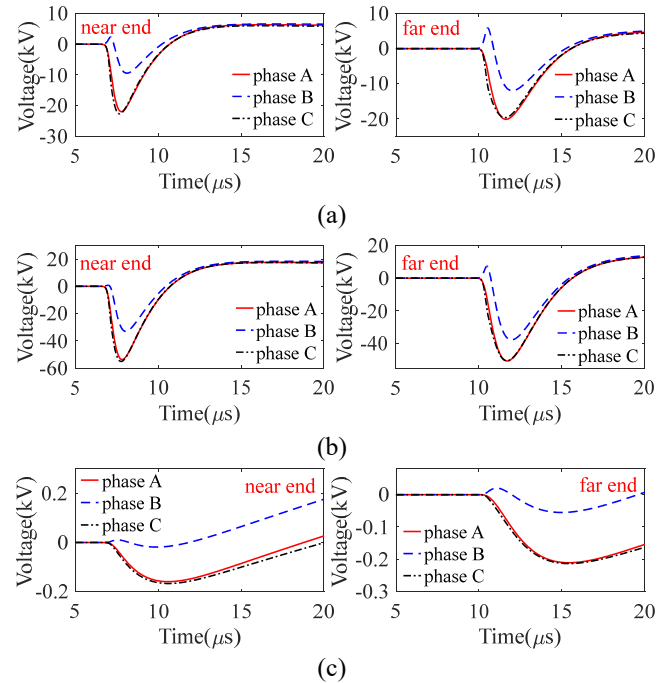 10
0
-10
-20
-30
Voltage(kV)
near end
phase A
phase B
phase C
5
10
15
20
Time(μs)
10
0
-10
-20
Voltage(kV)
far end
phase A
phase B
phase C
5
10
15
20
Time(μs)
(a)
20
0
-20
-40
-60
Voltage(kV)
near end
phase A
phase B
phase C
5
10
15
20
Time(μs)
20
0
-20
-40
Voltage(kV)
far end
phase A
phase B
phase C
5
10
15
20
Time(μs)
(b)
0.2
0
-0.2
Voltage(kV)
phase A
phase B
phase C
near end
5
10
15
20
Time(μs)
0
-0.1
-0.2
-0.3
Voltage(kV)
far end
phase A
phase B
phase C
5
10
15
20
Time(μs)
(c)